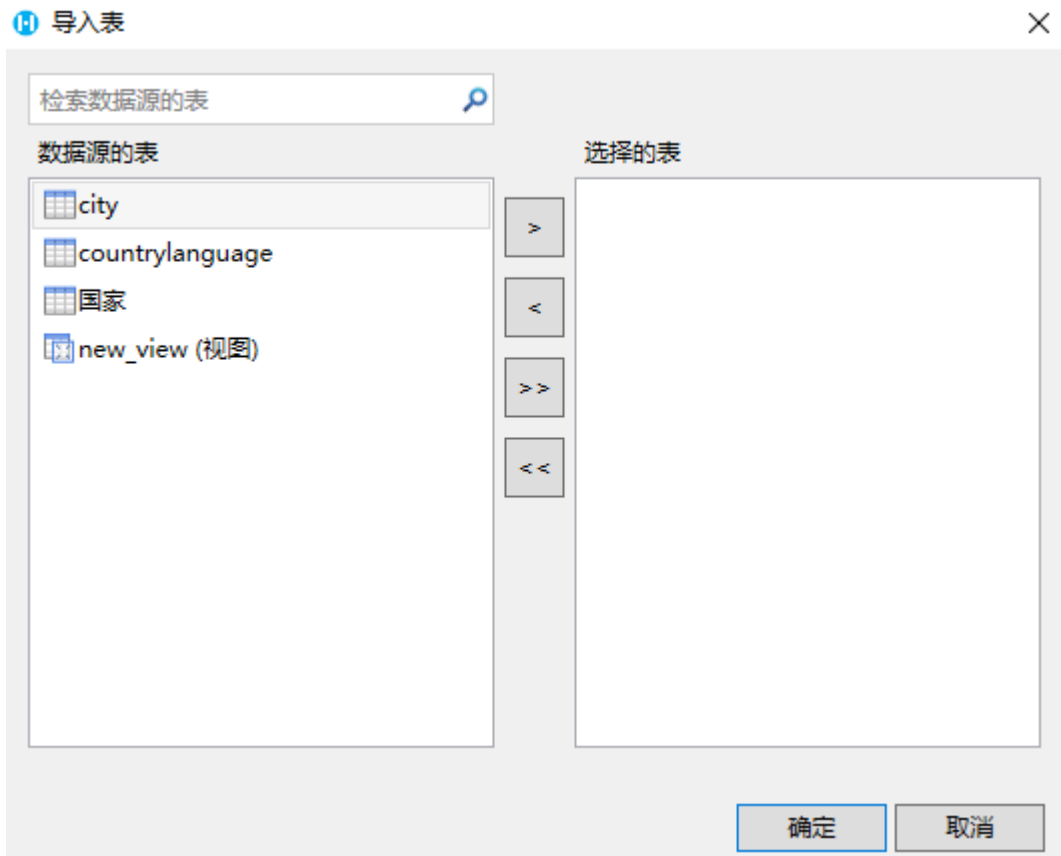 导入表
检索数据源的表
数据源的表
选择的表
city
countrylanguage
国家
new_view (视图)
>
<
>>
<<
确定
取消